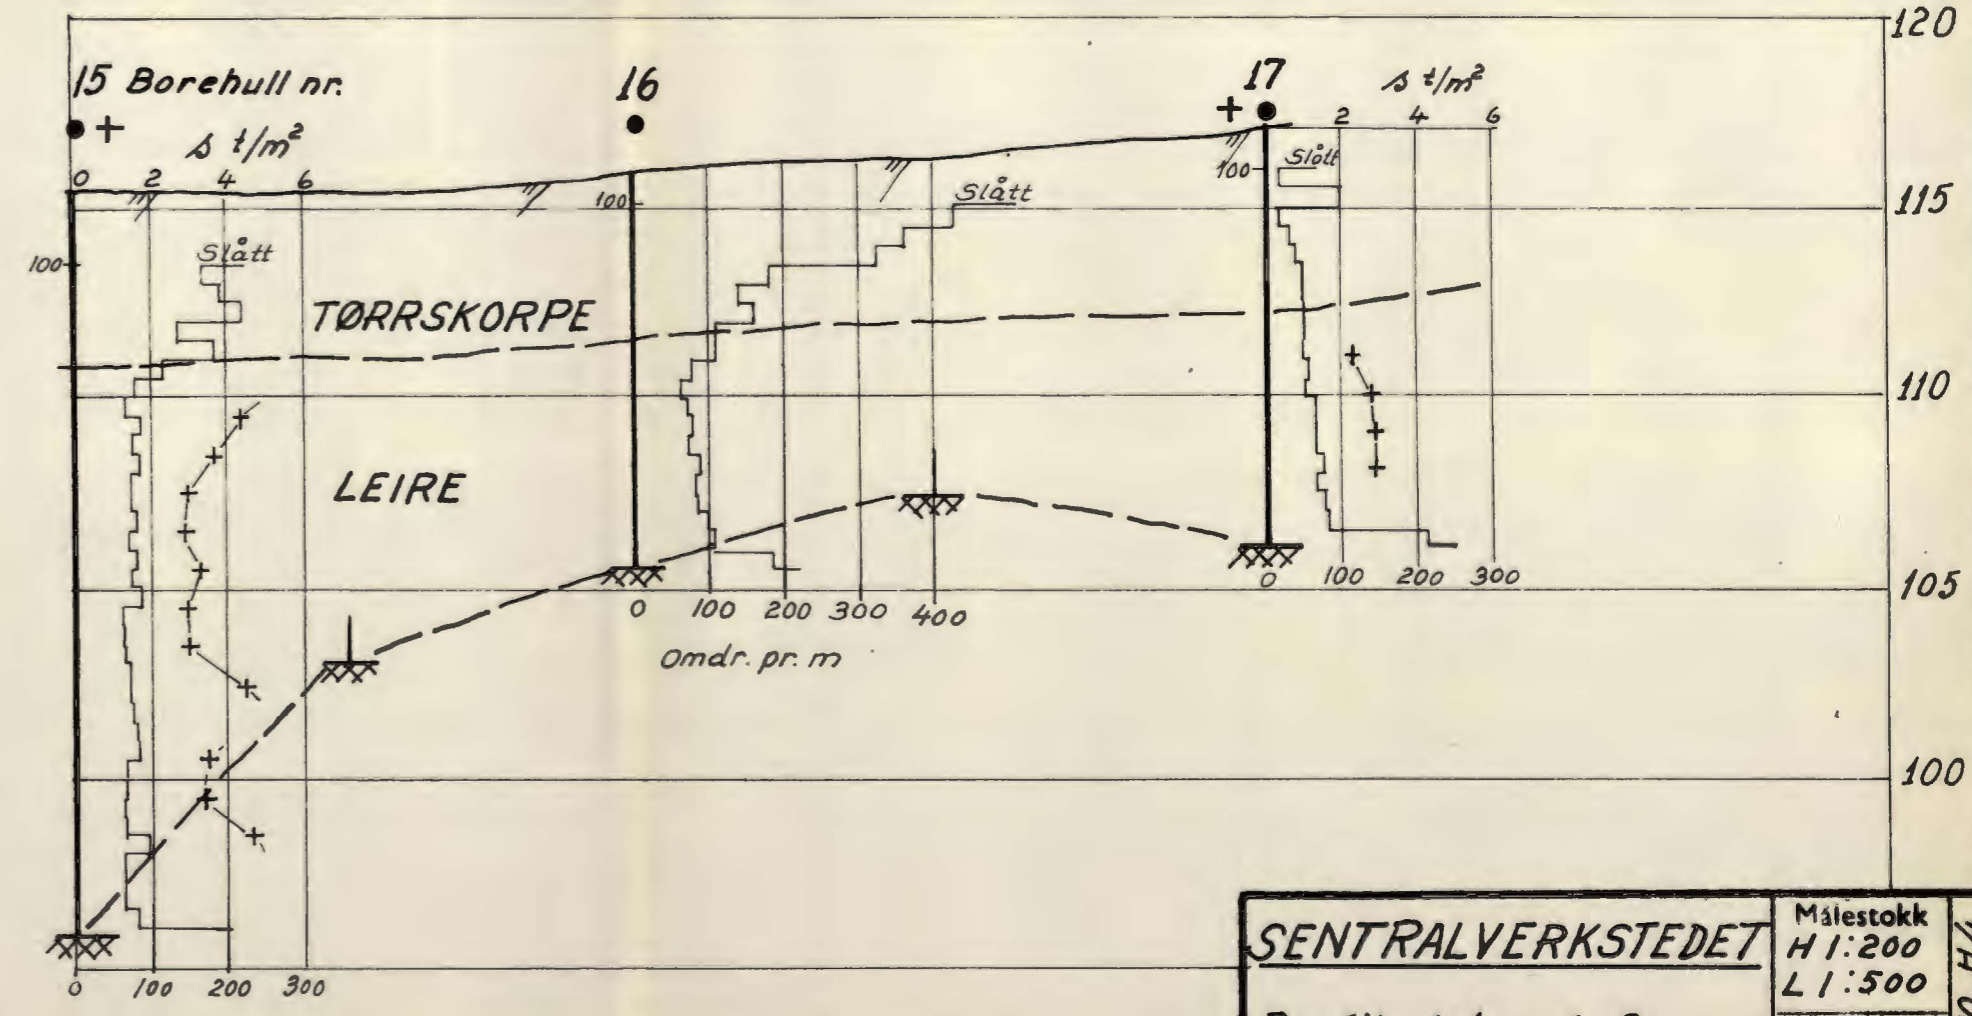 120
15 Borehull nr.
16
17
s t/m²
s t/m²
0 2 4 6
2 4 6
100
Slått
100
Slått
100
Slått
115
TØRRSKORPE
110
LEIRE
105
0 100 200 300 400
Omdr. pr. m
0 100 200 300
100
0 100 200 300
SENTRALVERKSTEDET
Målestokk
H 1:200
L 1:500